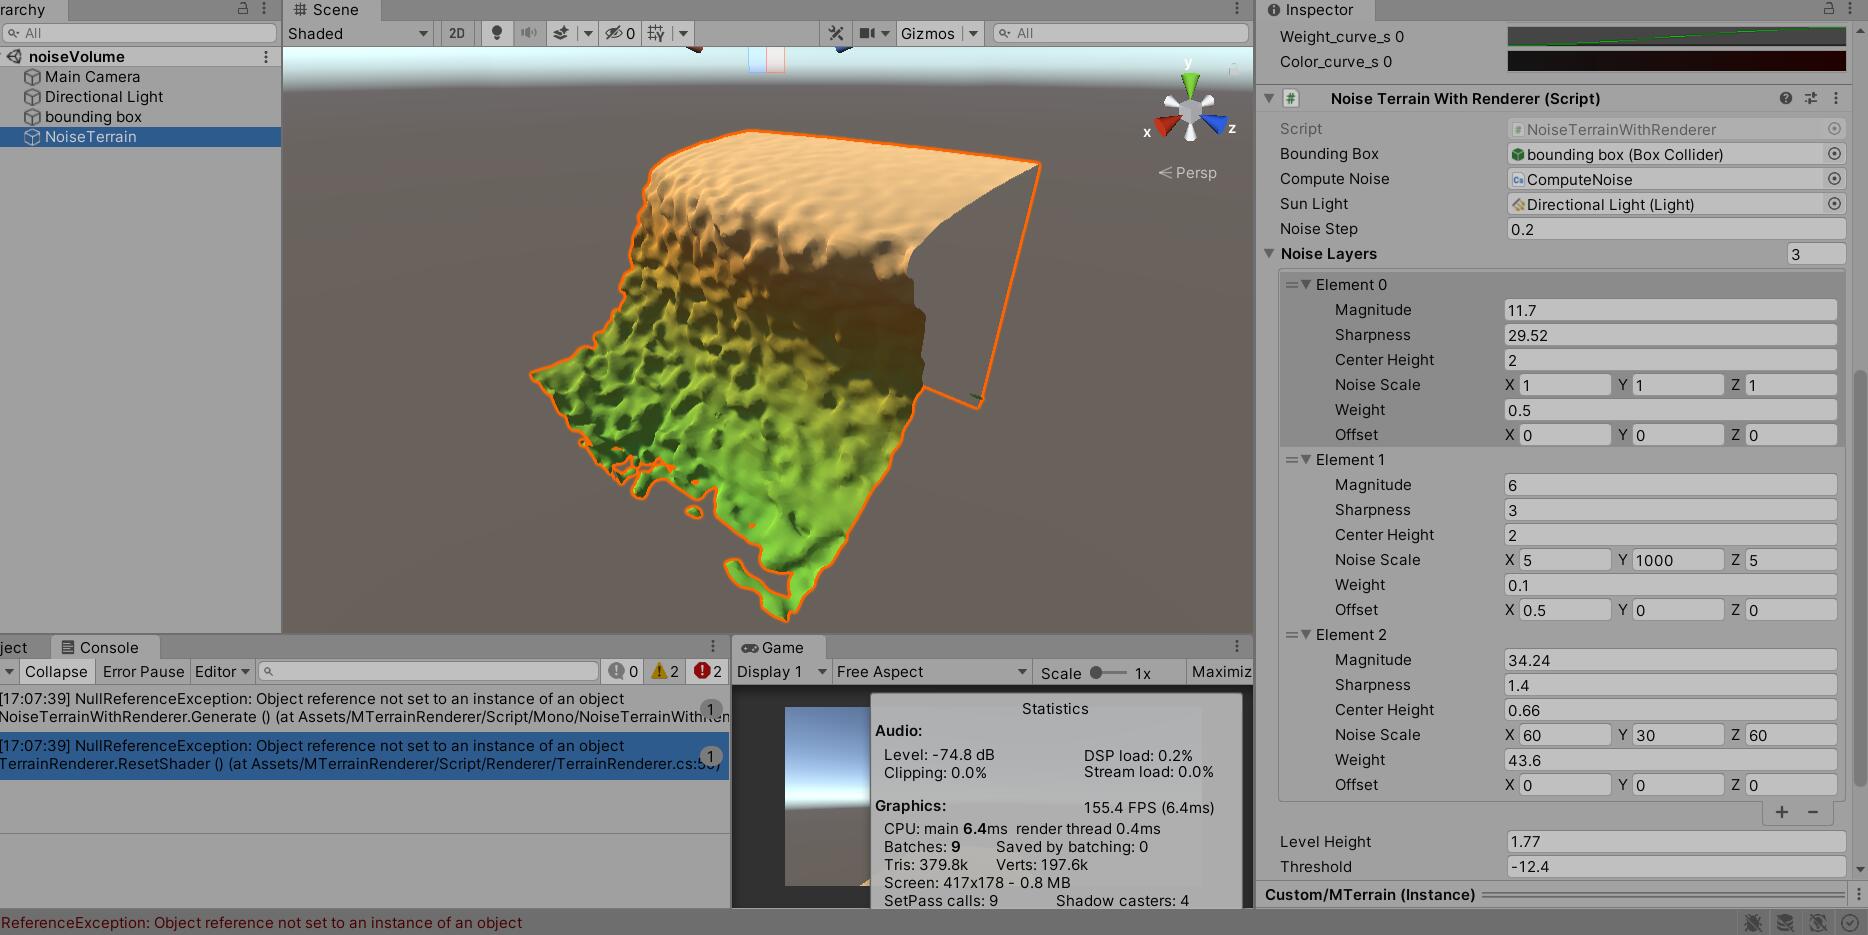 rarchy
All
noiseVolume
Main Camera
Directional Light
bounding box
NoiseTerrain
Scene
Shaded
2D
0
Gizmos
All
y
x
z
Persp
Inspector
Weight_curve_s 0
Color_curve_s 0
Noise Terrain With Renderer (Script)
Script NoiseTerrainWithRenderer
Bounding Box bounding box (Box Collider)
Compute Noise ComputeNoise
Sun Light Directional Light (Light)
Noise Step 0.2
Noise Layers 3
Element 0
Magnitude 11.7
Sharpness 29.52
Center Height 2
Noise Scale X 1 Y 1 Z 1
Weight 0.5
Offset X 0 Y 0 Z 0
Element 1
Magnitude 6
Sharpness 3
Center Height 2
Noise Scale X 5 Y 1000 Z 5
Weight 0.1
Offset X 0.5 Y 0 Z 0
Element 2
Magnitude 34.24
Sharpness 1.4
Center Height 0.66
Noise Scale X 60 Y 30 Z 60
Weight 43.6
Offset X 0 Y 0 Z 0
+ −
Level Height 1.77
Threshold -12.4
Custom/MTerrain (Instance)
ject
Console
Collapse Error Pause Editor 0 2 2
[17:07:39] NullReferenceException: Object reference not set to an instance of an object
NoiseTerrainWithRenderer.Generate () (at Assets/MTerrainRenderer/Script/Mono/NoiseTerrainWithRen
1
[17:07:39] NullReferenceException: Object reference not set to an instance of an object
TerrainRenderer.ResetShader () (at Assets/MTerrainRenderer/Script/Renderer/TerrainRenderer.cs:
1
Game
Display 1 Free Aspect Scale 1x Maximiz
Statistics
Audio:
Level: -74.8 dB DSP load: 0.2%
Clipping: 0.0% Stream load: 0.0%
Graphics: 155.4 FPS (6.4ms)
CPU: main 6.4ms render thread 0.4ms
Batches: 9 Saved by batching: 0
Tris: 379.8k Verts: 197.6k
Screen: 417x178 - 0.8 MB
SetPass calls: 9 Shadow casters: 4
ReferenceException: Object reference not set to an instance of an object